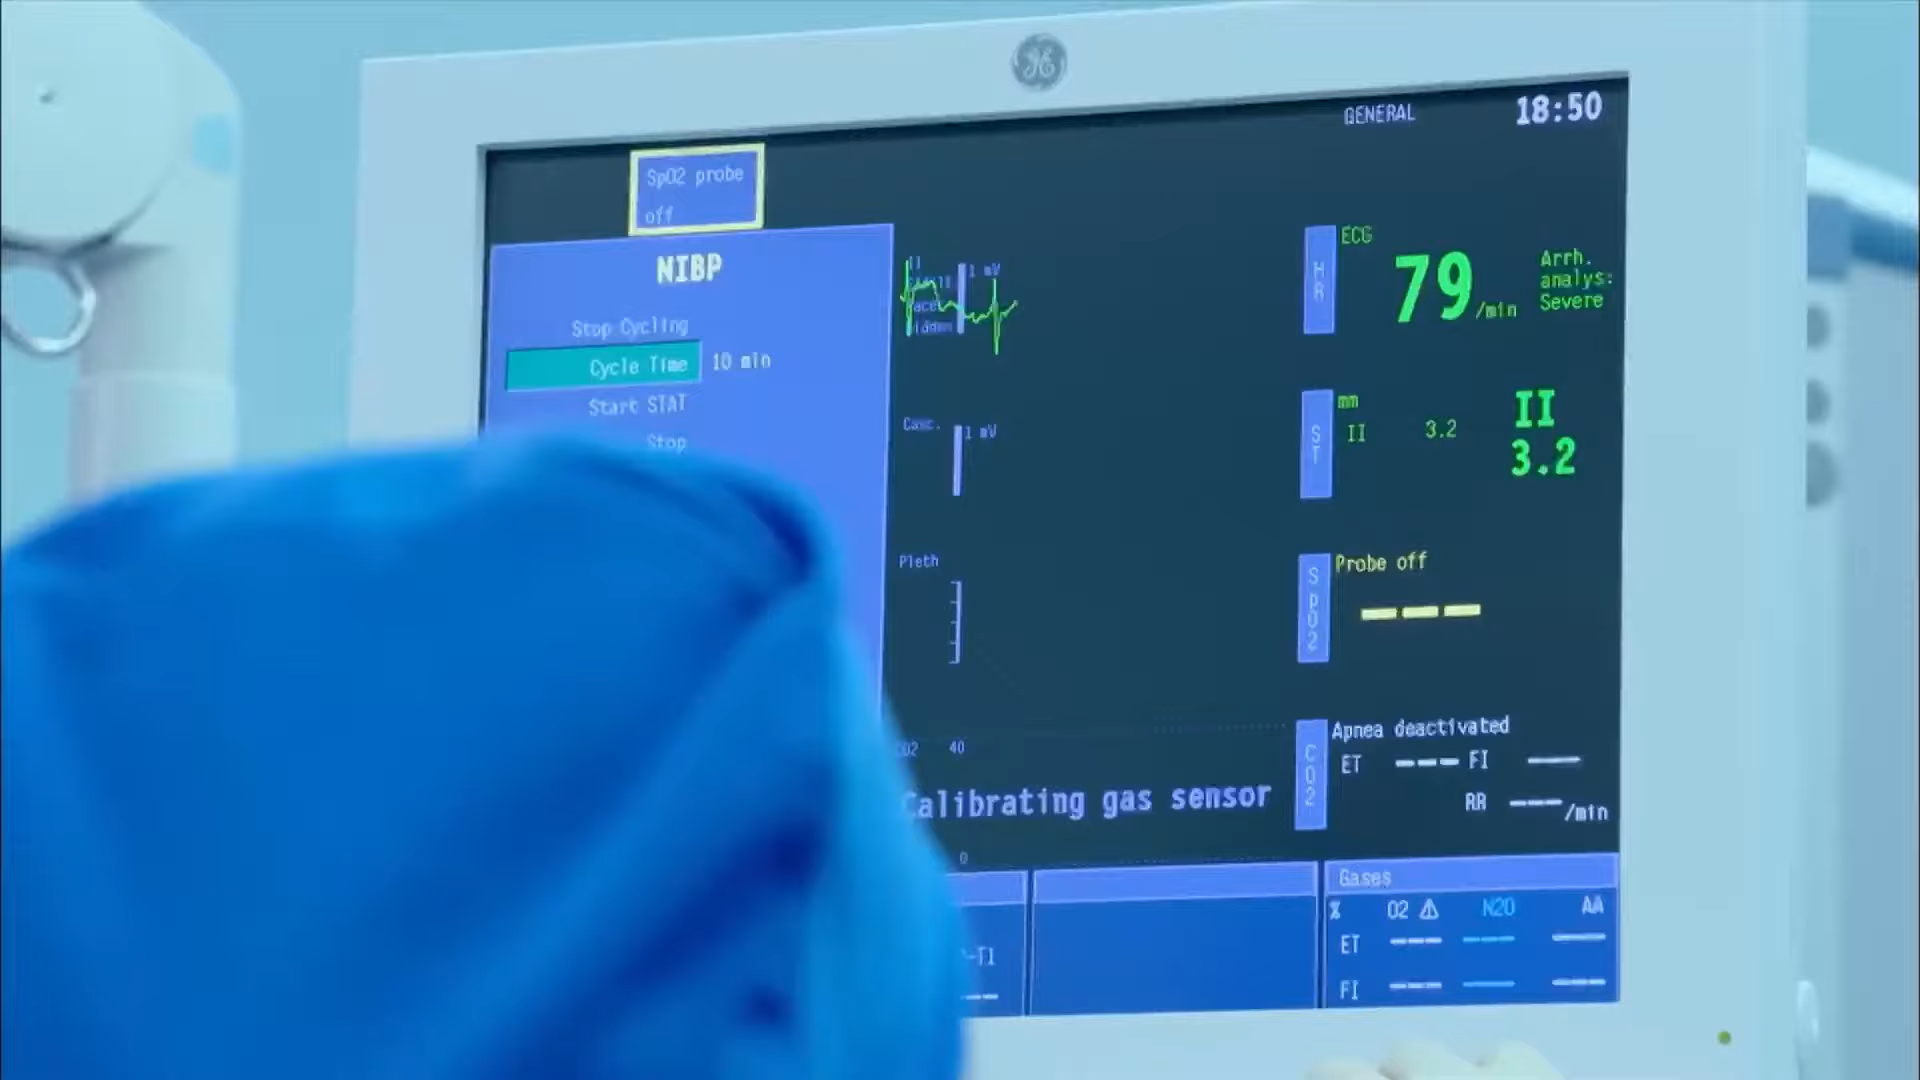 GE
GENERAL
18:50
SpO2 probe
off
NIBP
Stop Cycling
Cycle Time 10 min
Start STAT
Stop
II
1 mV
HR
ECG
79
/min
Arrh.
analys:
Severe
Casc.
1 mV
ST
mm
II 3.2
II
3.2
Pleth
SpO2
Probe off
---
40
Calibrating gas sensor
0
CO2
Apnea deactivated
ET --- FI ---
RR --- /min
Gases
% O2 N2O AA
ET --- --- ---
FI --- --- ---